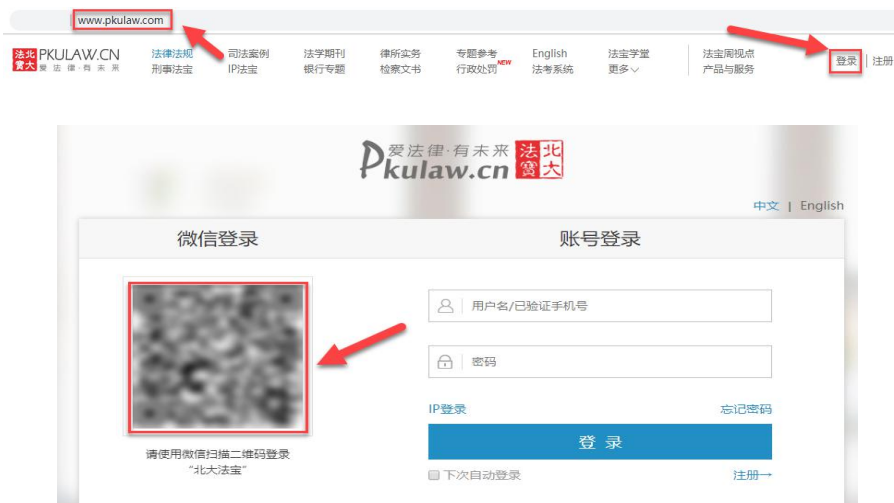 www.pkulaw.com
法北
寶大
PKULAW.CN
爱法律·有未来
法律法规 司法案例 法学期刊 律所实务 专题参考 English 法宝学堂 法宝周视点
刑事法宝 IP法宝 银行专题 检察文书 行政处罚 NEW 法考系统 更多 产品与服务
登录 | 注册
爱法律·有未来
Pkulaw.cn
法北
寶大
中文 | English
微信登录
账号登录
用户名/已验证手机号
密码
IP登录 忘记密码
登 录
请使用微信扫描二维码登录
“北大法宝”
下次自动登录 注册→